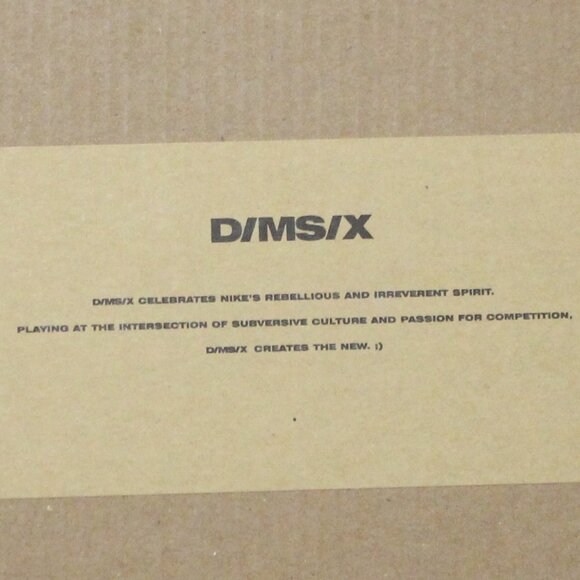 D/MS/X
D/MS/X CELEBRATES NIKE'S REBELLIOUS AND IRREVERENT SPIRIT.
PLAYING AT THE INTERSECTION OF SUBVERSIVE CULTURE AND PASSION FOR COMPETITION,
D/MS/X CREATES THE NEW. :)